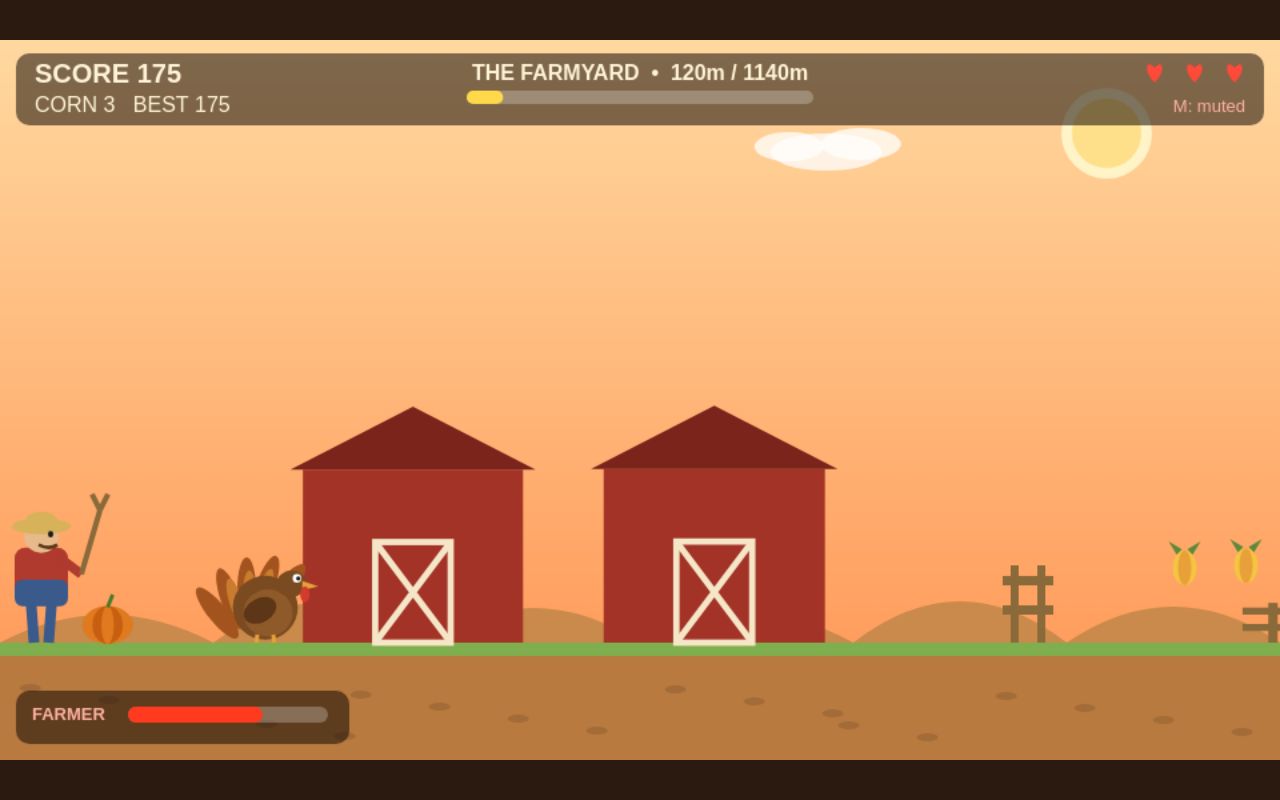 SCORE 175
CORN 3 BEST 175
THE FARMYARD • 120m / 1140m
M: muted
FARMER